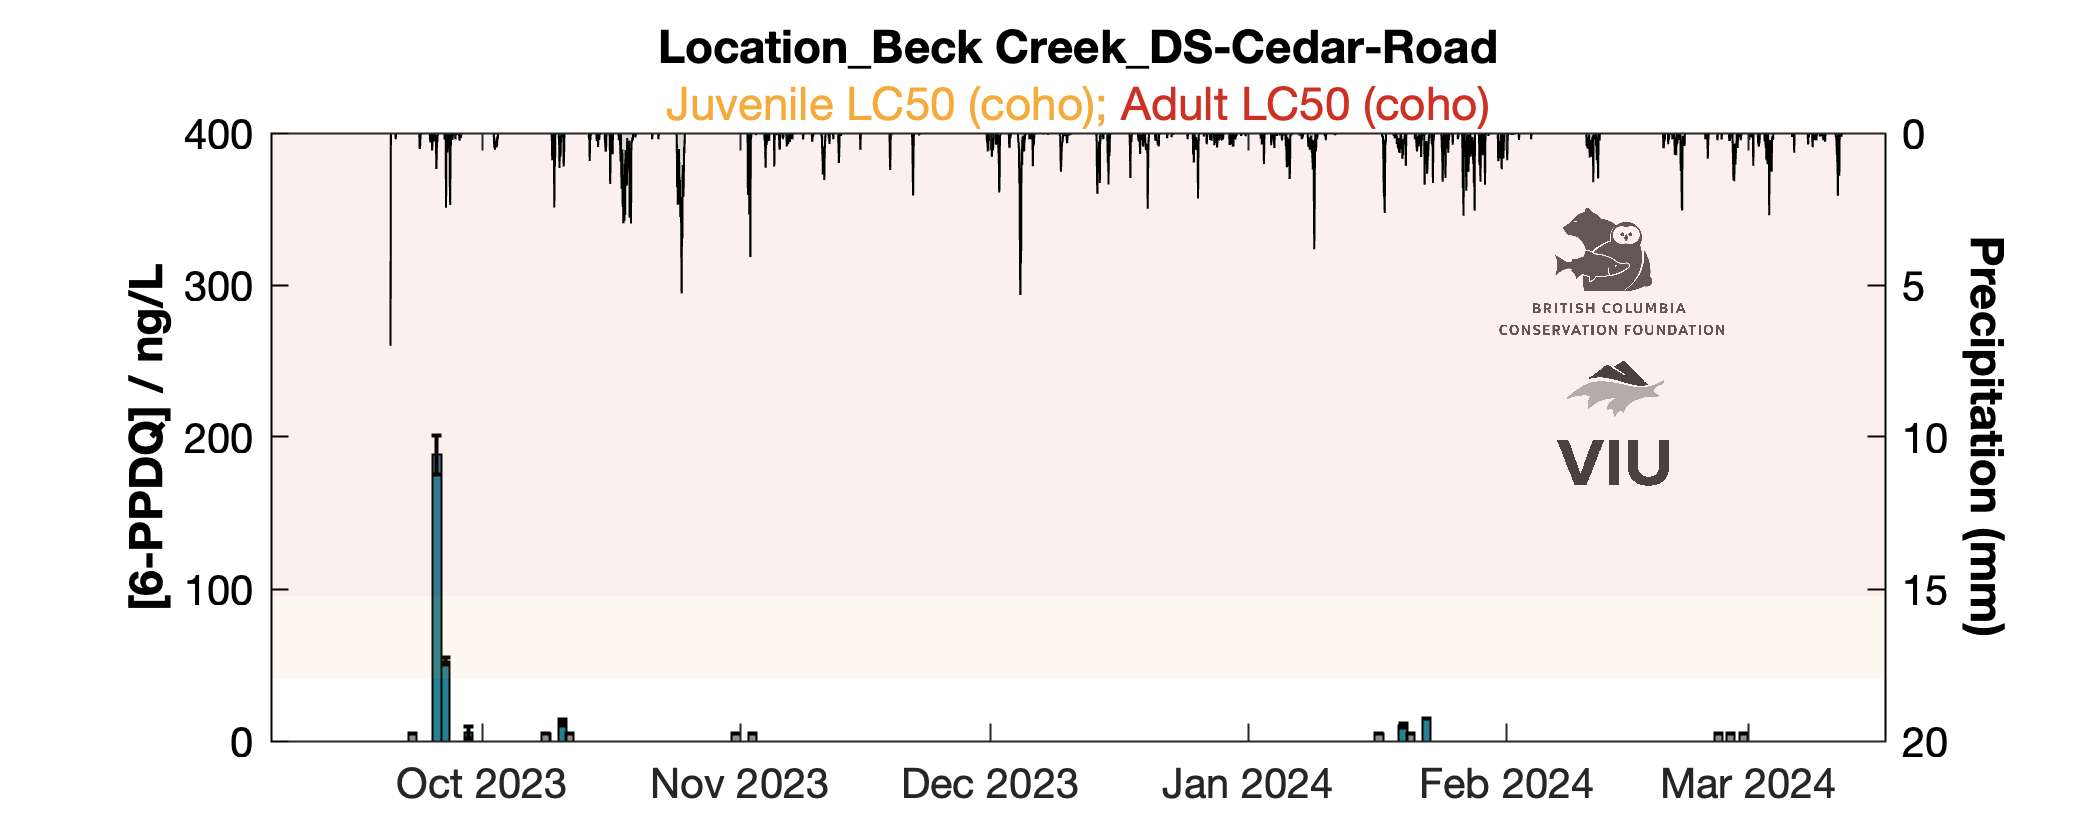 Location_Beck Creek_DS-Cedar-Road
Juvenile LC50 (coho); Adult LC50 (coho)
[6-PPDQ] / ng/L
400
300
200
100
0
0
5
10
15
20
Precipitation (mm)
BRITISH COLUMBIA
CONSERVATION FOUNDATION
VIU
Oct 2023
Nov 2023
Dec 2023
Jan 2024
Feb 2024
Mar 2024